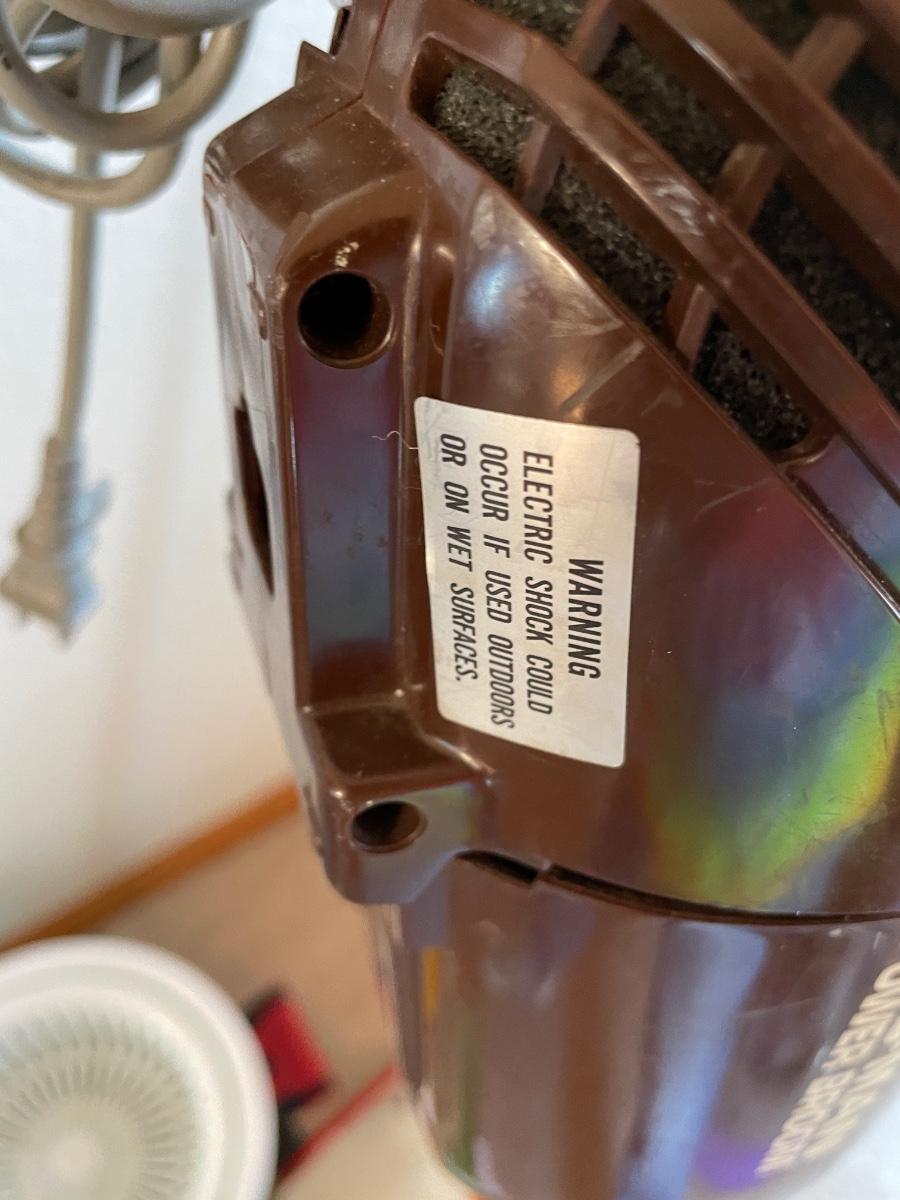 WARNING
ELECTRIC SHOCK COULD
OCCUR IF USED OUTDOORS
OR ON WET SURFACES.